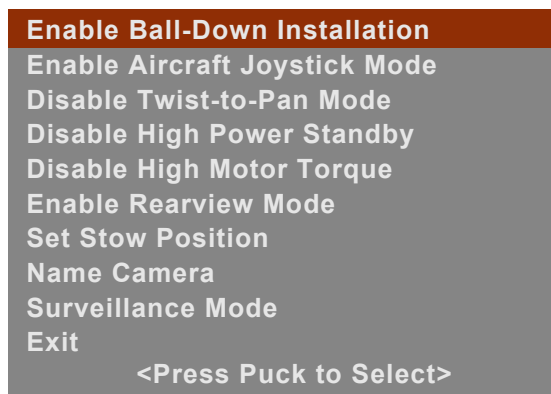 Enable Ball-Down Installation
Enable Aircraft Joystick Mode
Disable Twist-to-Pan Mode
Disable High Power Standby
Disable High Motor Torque
Enable Rearview Mode
Set Stow Position
Name Camera
Surveillance Mode
Exit
<Press Puck to Select>